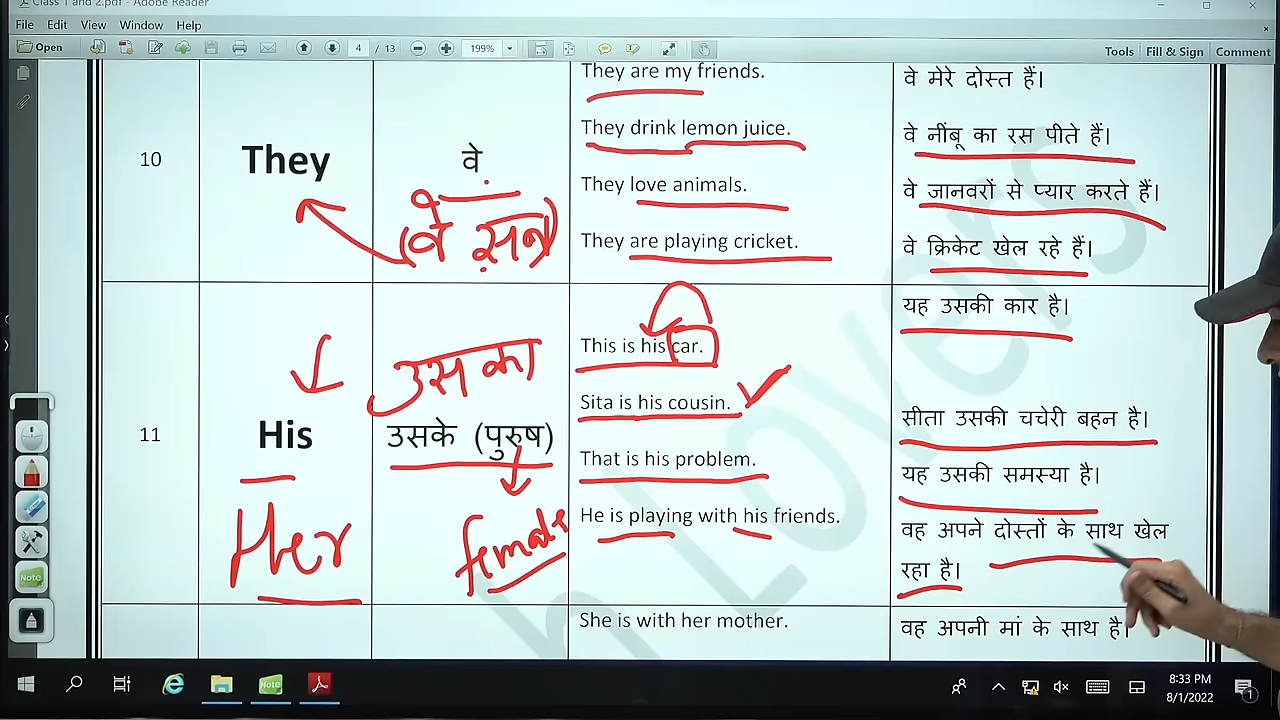 Class 1 and 2.pdf - Adobe Reader
File Edit View Window Help
Open 4 / 13 199% Tools Fill & Sign Comment
They are my friends. वे मेरे दोस्त हैं।
They drink lemon juice. वे नींबू का रस पीते हैं।
10 They वे They love animals. वे जानवरों से प्यार करते हैं।
They are playing cricket. वे क्रिकेट खेल रहे हैं।
यह उसकी कार है।
उसका This is his car.
Sita is his cousin. सीता उसकी चचेरी बहन है।
11 His उसके (पुरुष) That is his problem. यह उसकी समस्या है।
Her female He is playing with his friends. वह अपने दोस्तों के साथ खेल
रहा है।
She is with her mother. वह अपनी मां के साथ है।
Note
Note
8:33 PM
8/1/2022
1